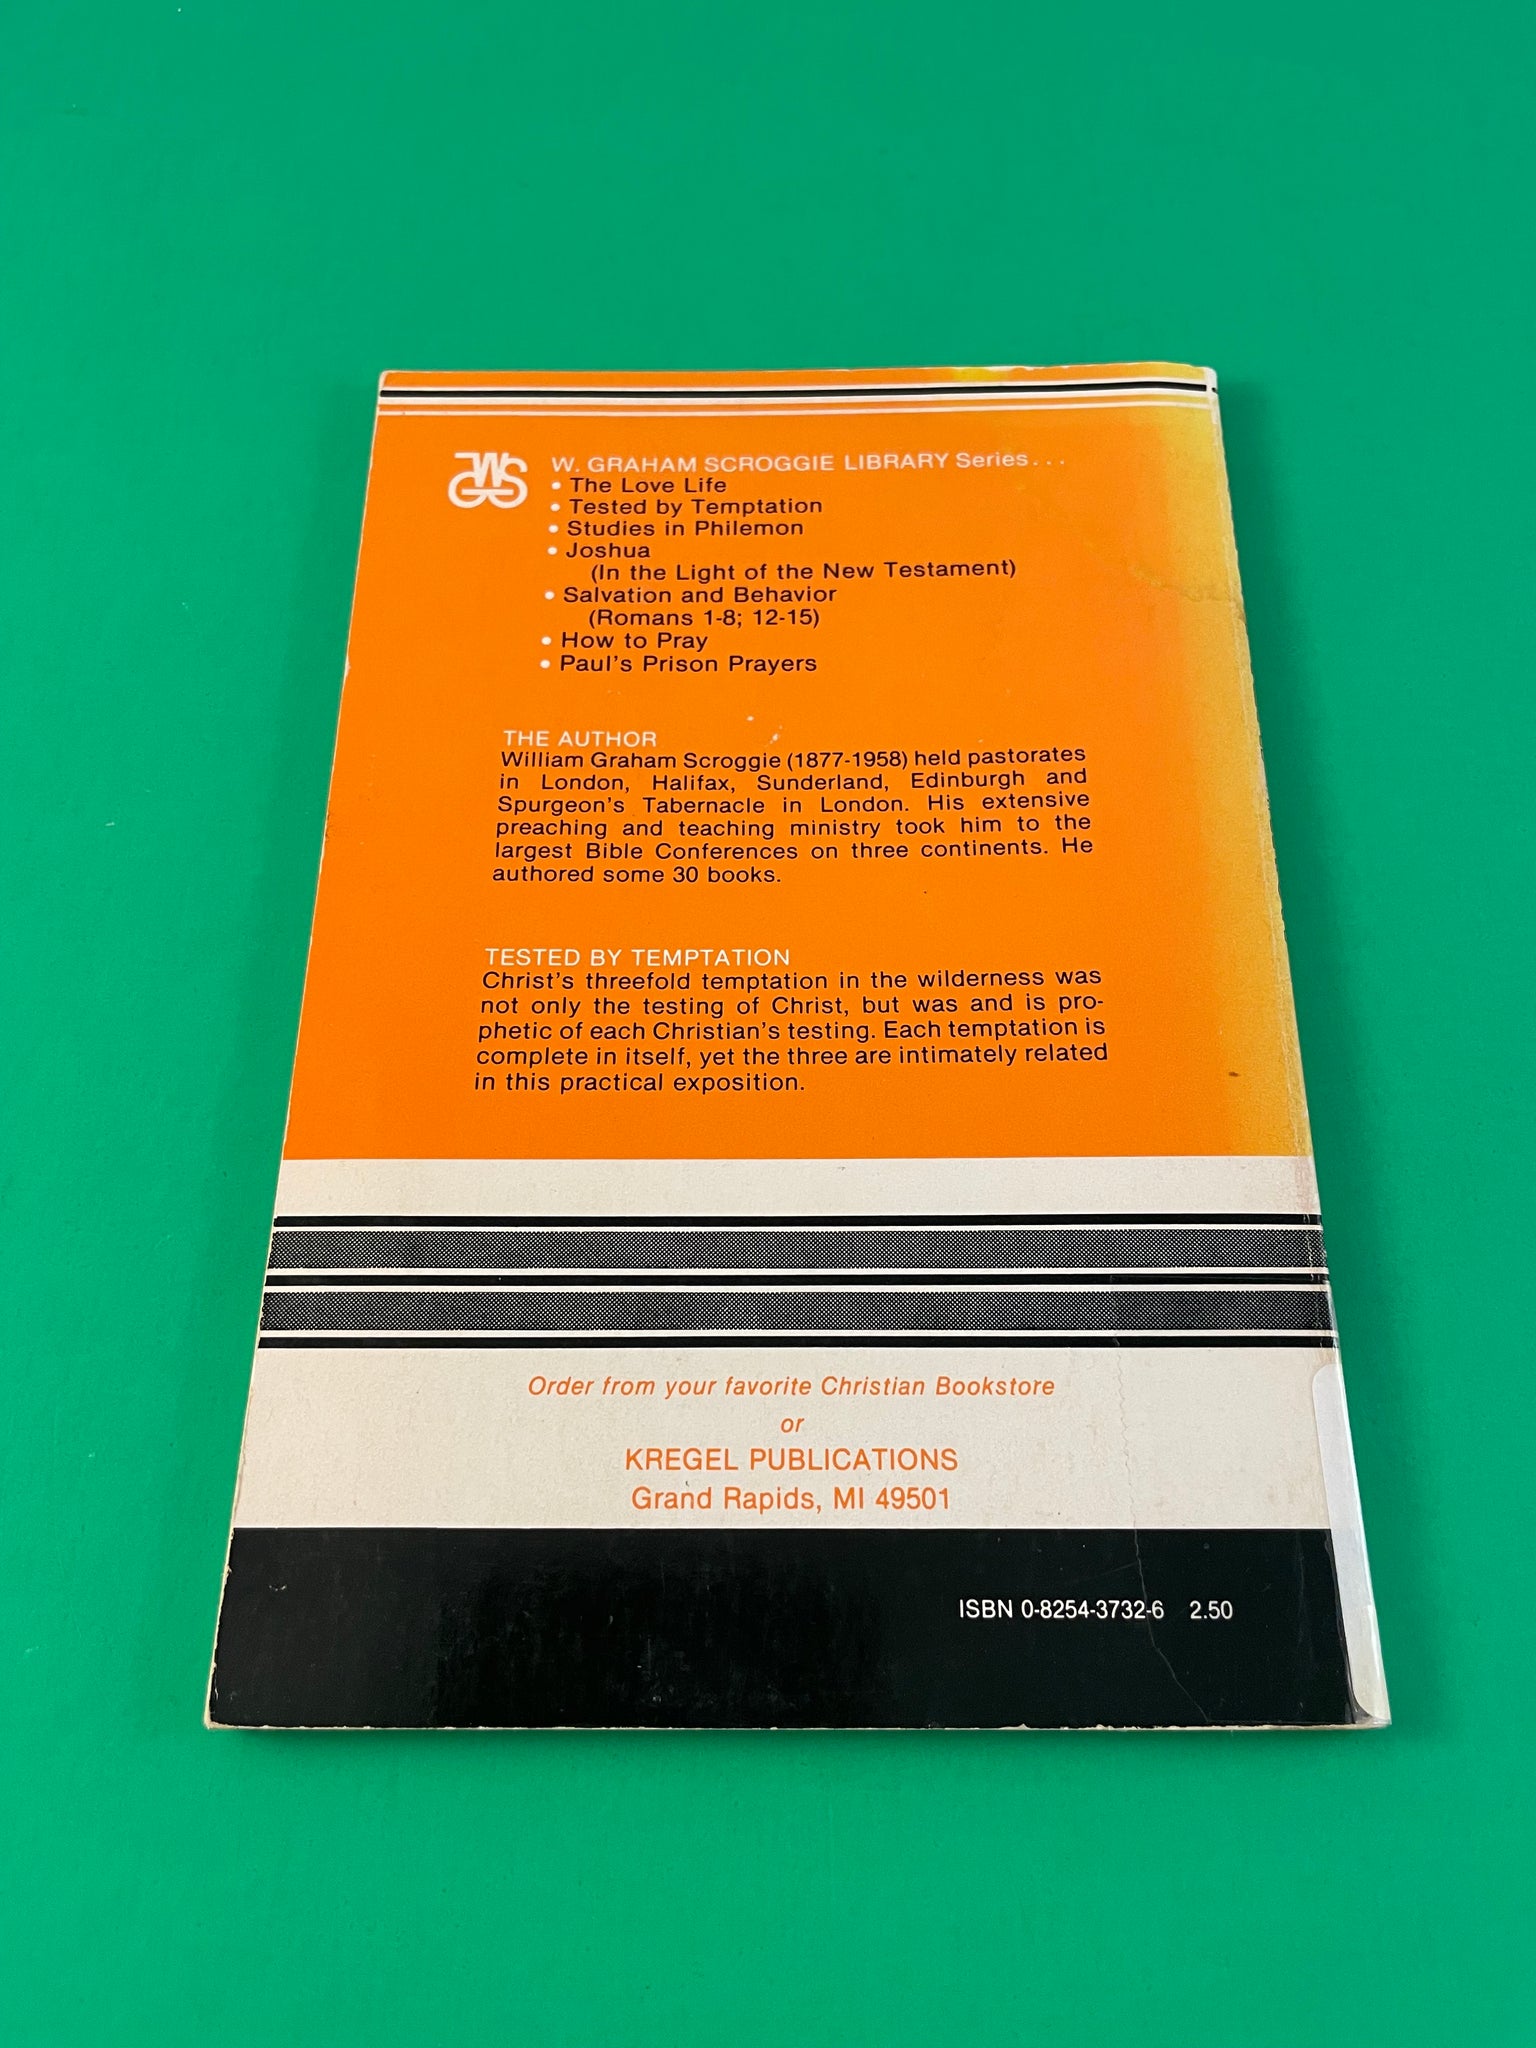 WGS
W. GRAHAM SCROGGIE LIBRARY Series...
• The Love Life
• Tested by Temptation
• Studies in Philemon
• Joshua
(In the Light of the New Testament)
• Salvation and Behavior
(Romans 1-8; 12-15)
• How to Pray
• Paul's Prison Prayers
THE AUTHOR
William Graham Scroggie (1877-1958) held pastorates
in London, Halifax, Sunderland, Edinburgh and
Spurgeon's Tabernacle in London. His extensive
preaching and teaching ministry took him to the
largest Bible Conferences on three continents. He
authored some 30 books.
TESTED BY TEMPTATION
Christ's threefold temptation in the wilderness was
not only the testing of Christ, but was and is pro-
phetic of each Christian's testing. Each temptation is
complete in itself, yet the three are intimately related
in this practical exposition.
Order from your favorite Christian Bookstore
or
KREGEL PUBLICATIONS
Grand Rapids, MI 49501
ISBN 0-8254-3732-6 2.50